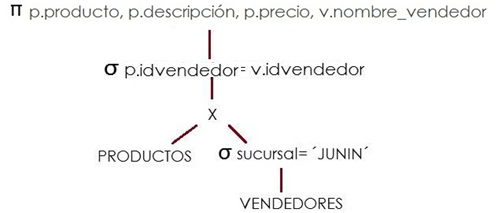 π p.producto, p.descripción, p.precio, v.nombre_vendedor
σ p.idvendedor= v.idvendedor
X
PRODUCTOS σ sucursal= ´JUNIN´
VENDEDORES